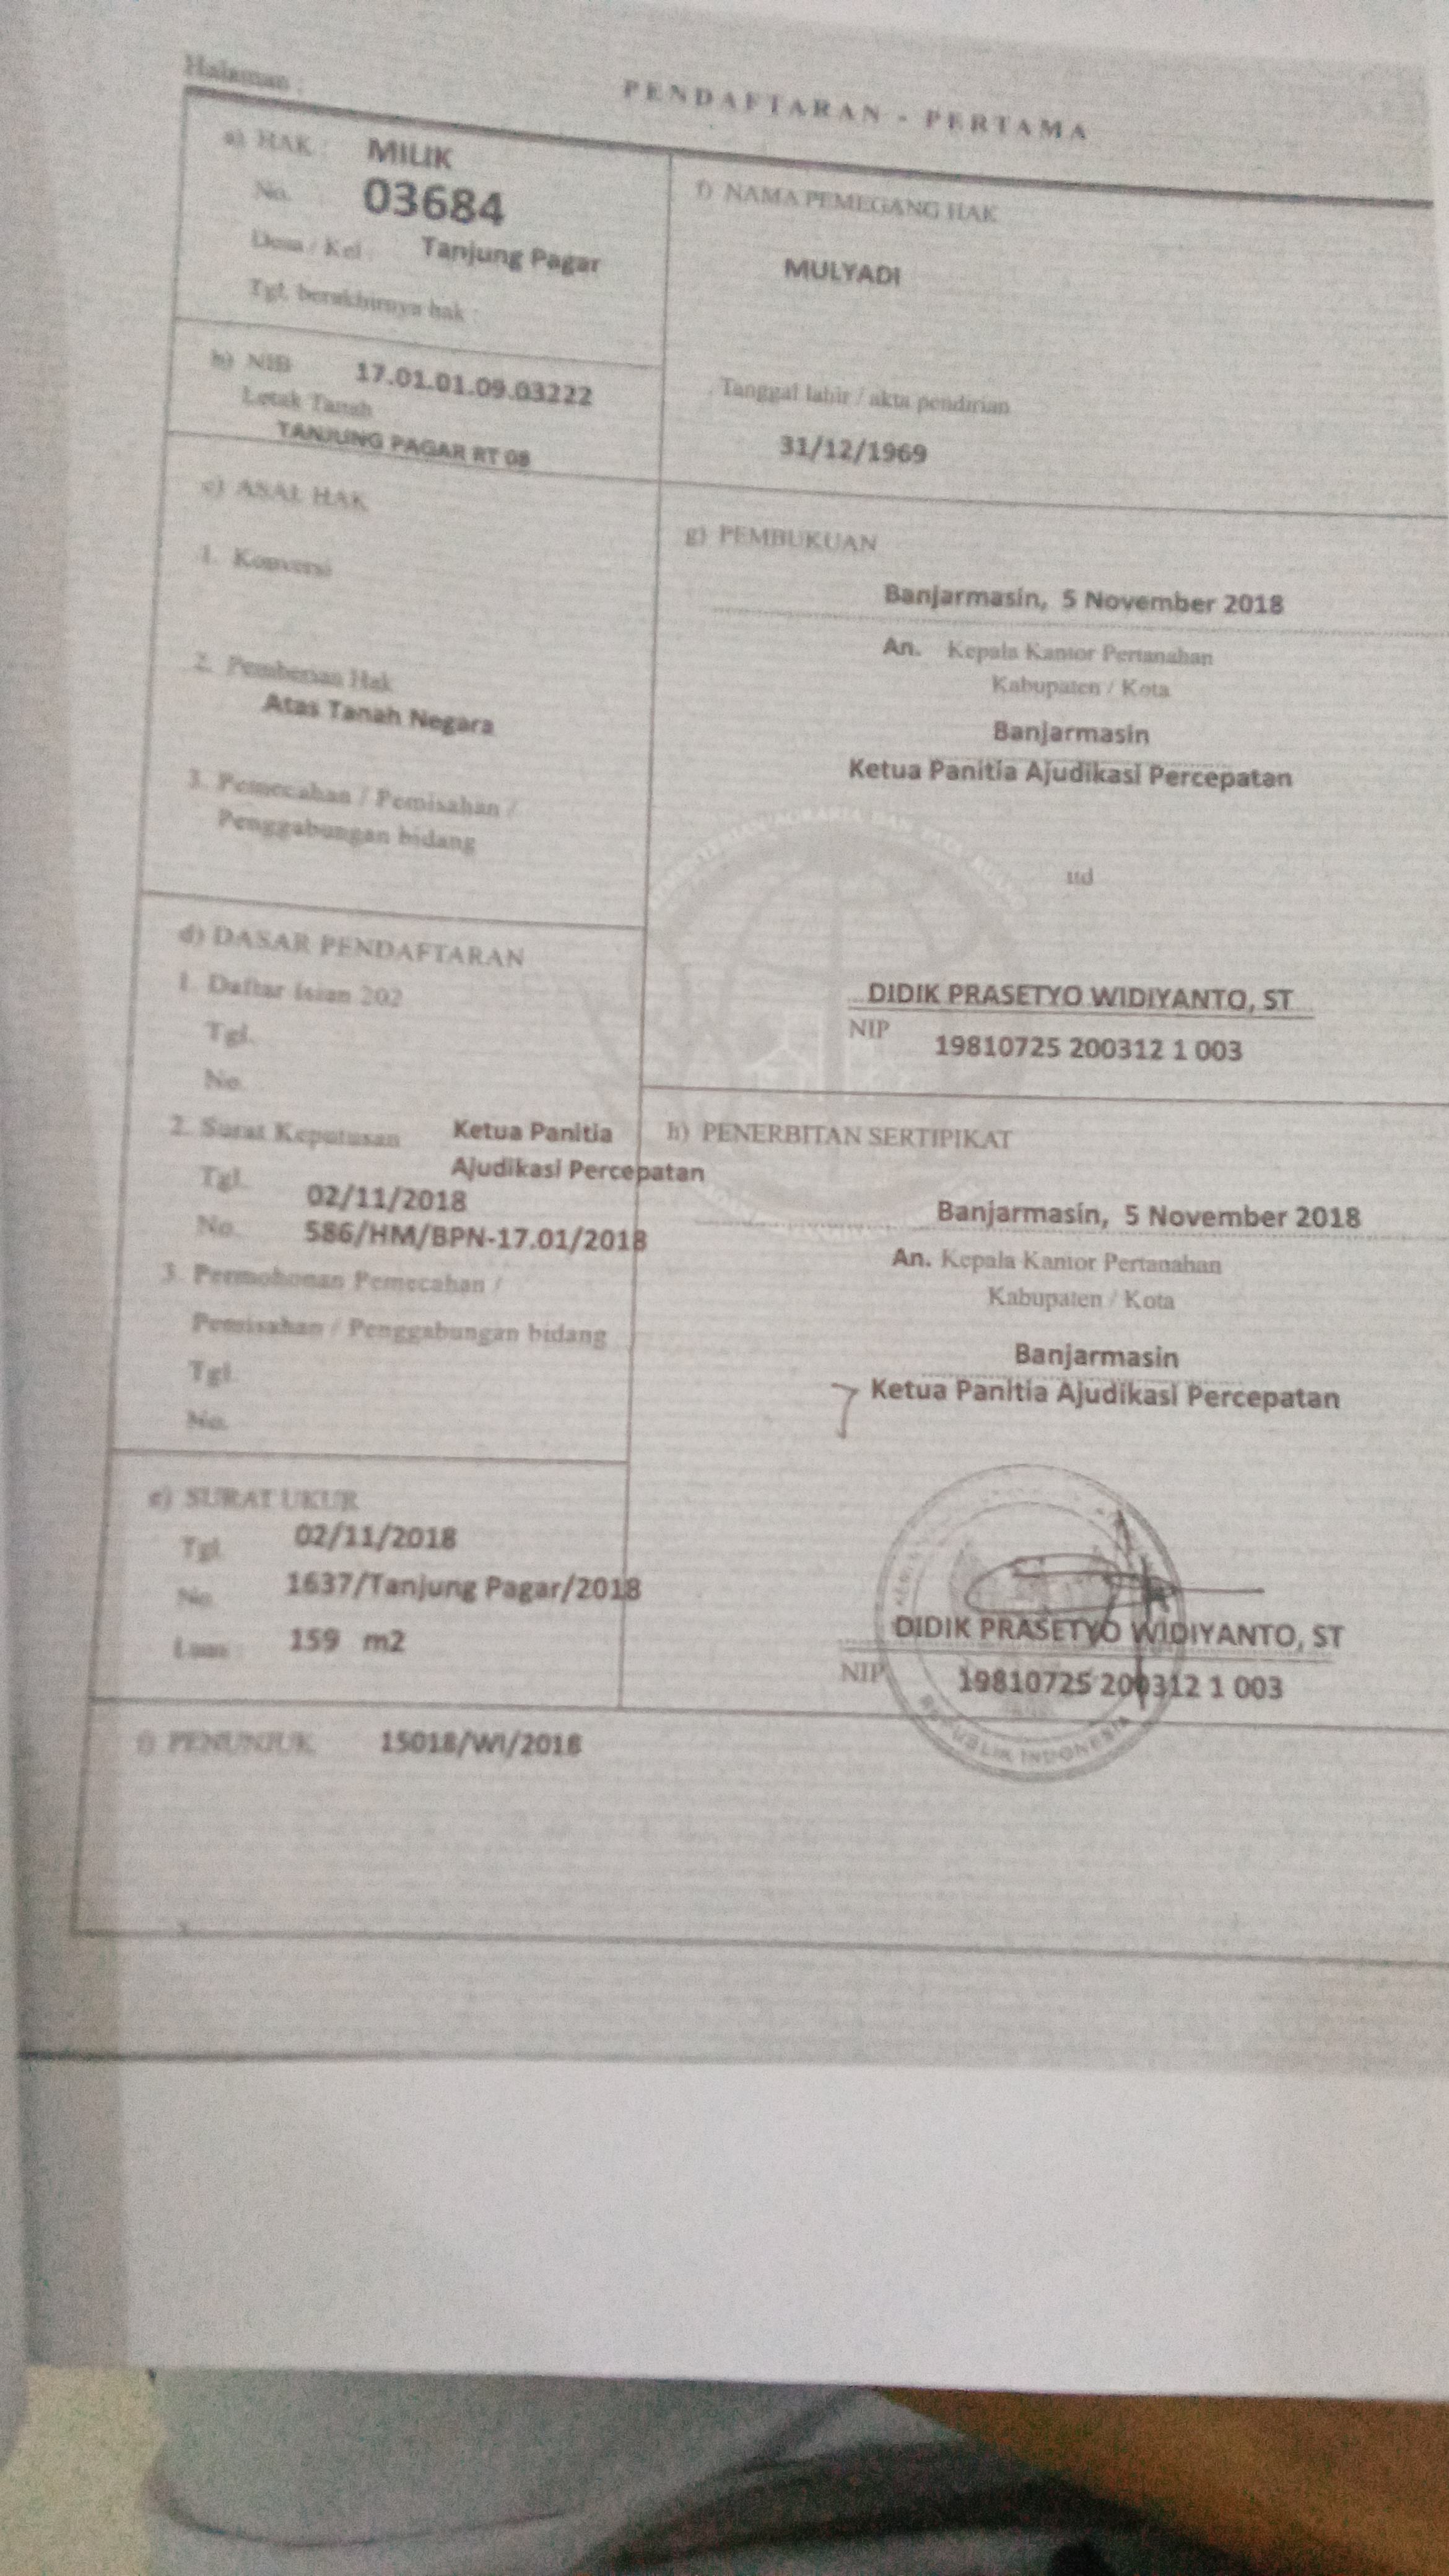 Halaman :
PENDAFTARAN - PERTAMA
a) HAK : MILIK
No. 03684
Desa / Kel : Tanjung Pagar
Tgl. berakhirnya hak :
b) NIB 17.01.01.09.03222
Letak Tanah
TANJUNG PAGAR RT 08
c) ASAL HAK
1. Konversi
2. Pemberian Hak
Atas Tanah Negara
3. Pemecahan / Pemisahan /
Penggabungan bidang
d) DASAR PENDAFTARAN
1. Daftar Isian 202
Tgl.
No.
2. Surat Keputusan Ketua Panitia
Ajudikasi Percepatan
Tgl. 02/11/2018
No. 586/HM/BPN-17.01/2018
3. Permohonan Pemecahan /
Pemisahan / Penggabungan bidang
Tgl.
No.
e) SURAT UKUR
Tgl. 02/11/2018
No. 1637/Tanjung Pagar/2018
Luas : 159 m2
f) NAMA PEMEGANG HAK
MULYADI
Tanggal lahir / akta pendirian
31/12/1969
g) PEMBUKUAN
Banjarmasin, 5 November 2018
An. Kepala Kantor Pertanahan
Kabupaten / Kota
Banjarmasin
Ketua Panitia Ajudikasi Percepatan
ttd
DIDIK PRASETYO WIDIYANTO, ST
NIP 19810725 200312 1 003
h) PENERBITAN SERTIPIKAT
Banjarmasin, 5 November 2018
An. Kepala Kantor Pertanahan
Kabupaten / Kota
Banjarmasin
Ketua Panitia Ajudikasi Percepatan
DIDIK PRASETYO WIDIYANTO, ST
NIP 19810725 200312 1 003
REPUBLIK INDONESIA
i) PENUNJUK 15018/WI/2018